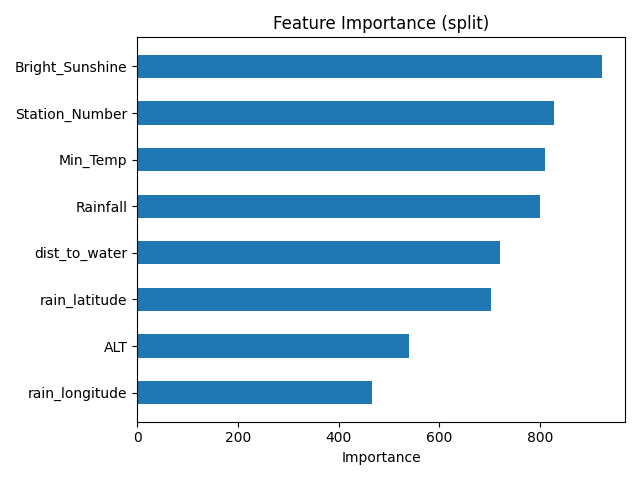 Feature Importance (split)
Bright_Sunshine
Station_Number
Min_Temp
Rainfall
dist_to_water
rain_latitude
ALT
rain_longitude
0 200 400 600 800
Importance